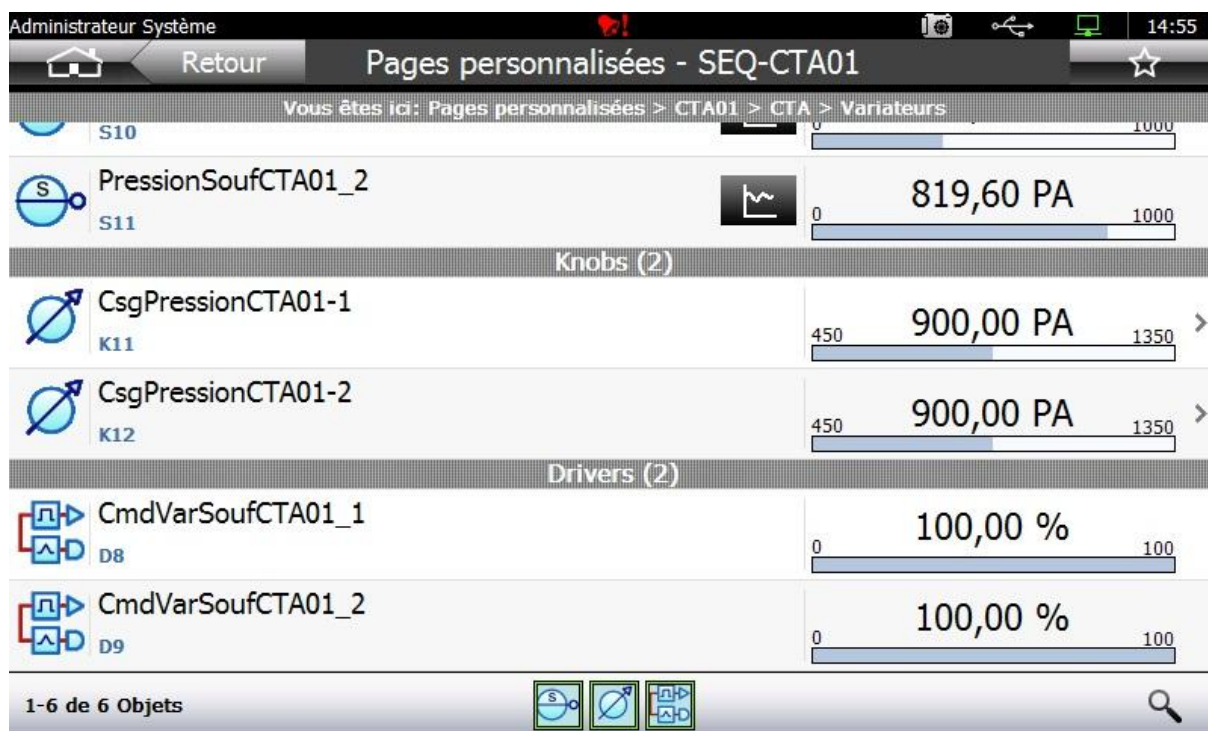 Administrateur Système
14:55
Retour
Pages personnalisées - SEQ-CTA01
Vous êtes ici: Pages personnalisées > CTA01 > CTA > Variateurs
S10
0
1000
PressionSoufCTA01_2
S
S11
819,60 PA
0
1000
Knobs (2)
CsgPressionCTA01-1
K11
900,00 PA
450
1350
CsgPressionCTA01-2
K12
900,00 PA
450
1350
Drivers (2)
CmdVarSoufCTA01_1
D8
100,00 %
0
100
CmdVarSoufCTA01_2
D9
100,00 %
0
100
1-6 de 6 Objets
S